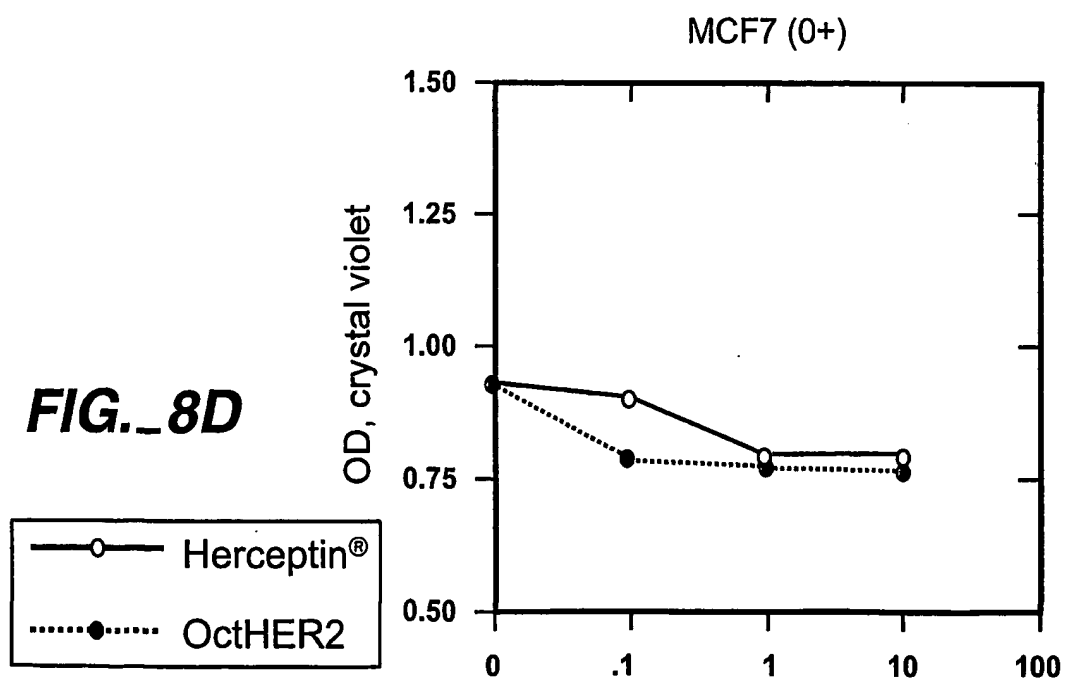 MCF7 (0+)
1.50
1.25
1.00
0.75
0.50
OD, crystal violet
0
.1
1
10
100
FIG._8D
Herceptin®
OctHER2